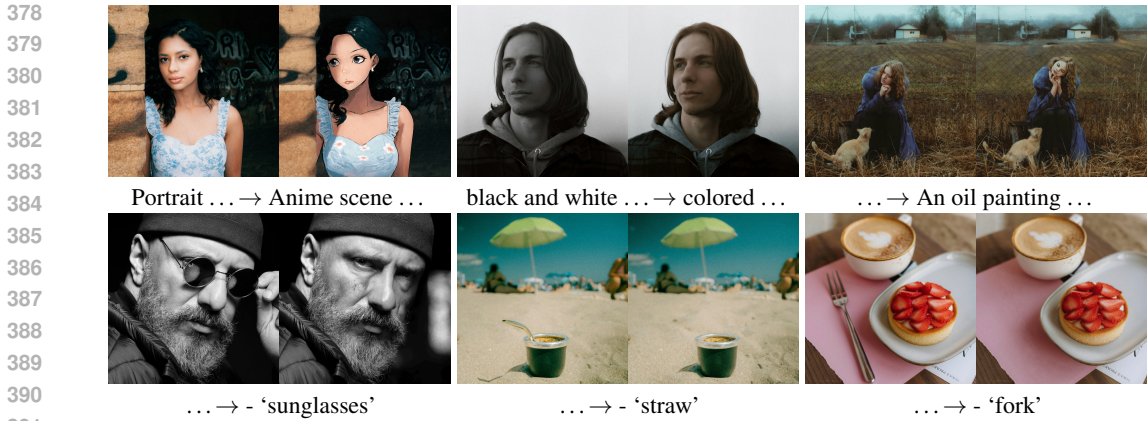 378
379
380
381
382
383
384
385
386
387
388
389
390
Portrait … → Anime scene …
black and white … → colored …
… → An oil painting …
… → - ‘sunglasses’
… → - ‘straw’
… → - ‘fork’